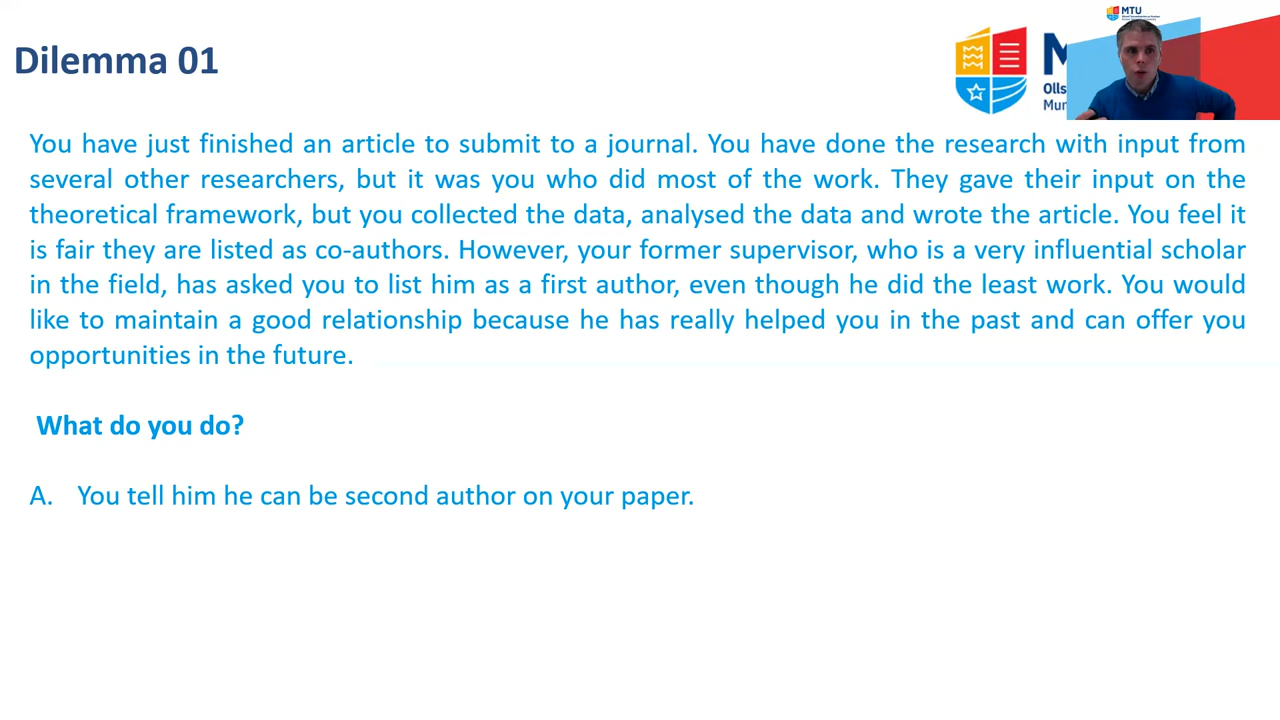 Dilemma 01
MTU
M
Olls
Mun
You have just finished an article to submit to a journal. You have done the research with input from
several other researchers, but it was you who did most of the work. They gave their input on the
theoretical framework, but you collected the data, analysed the data and wrote the article. You feel it
is fair they are listed as co-authors. However, your former supervisor, who is a very influential scholar
in the field, has asked you to list him as a first author, even though he did the least work. You would
like to maintain a good relationship because he has really helped you in the past and can offer you
opportunities in the future.
What do you do?
A. You tell him he can be second author on your paper.